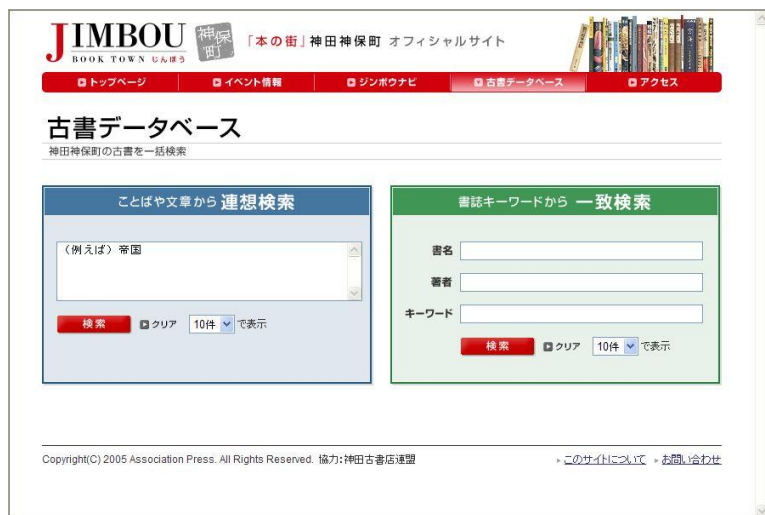 JIMBOU 神保町 「本の街」神田神保町 オフィシャルサイト
BOOK TOWN じんぼう
トップページ イベント情報 ジンボウナビ 古書データベース アクセス
古書データベース
神田神保町の古書を一括検索
ことばや文章から 連想検索
(例えば) 帝国
検索 クリア 10件 で表示
書誌キーワードから 一致検索
書名
著者
キーワード
検索 クリア 10件 で表示
Copyright(C) 2005 Association Press. All Rights Reserved. 協力:神田古書店連盟
このサイトについて お問い合わせ